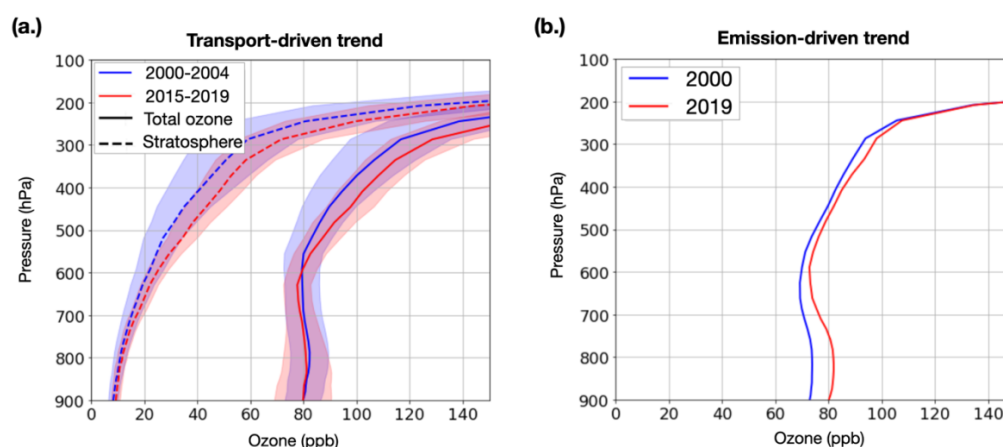 (a.)
Transport-driven trend
100
200
300
400
500
600
700
800
900
Pressure (hPa)
2000-2004
2015-2019
Total ozone
Stratosphere
0 20 40 60 80 100 120 140
Ozone (ppb)
(b.)
Emission-driven trend
100
200
300
400
500
600
700
800
900
Pressure (hPa)
2000
2019
0 20 40 60 80 100 120 140
Ozone (ppb)